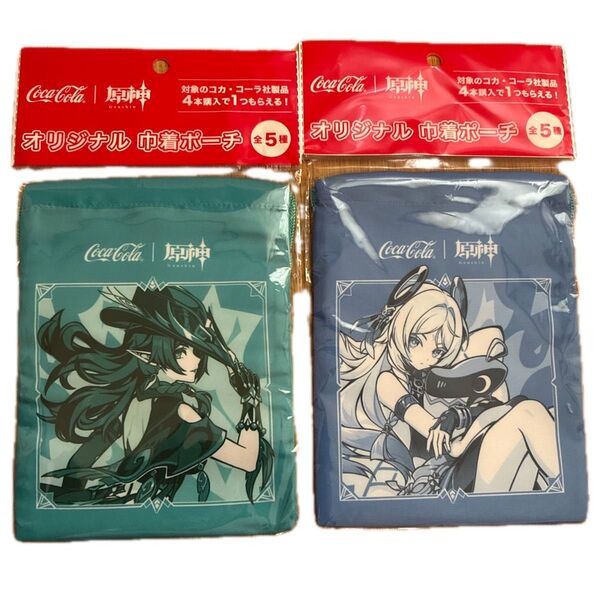 Coca-Cola | 原神
Genshin
対象のコカ・コーラ社製品
4本購入で1つもらえる!
オリジナル 巾着ポーチ 全5種
Coca-Cola | 原神
Genshin
対象のコカ・コーラ社製品
4本購入で1つもらえる!
オリジナル 巾着ポーチ 全5種
Coca-Cola | 原神
Genshin
Coca-Cola | 原神
Genshin